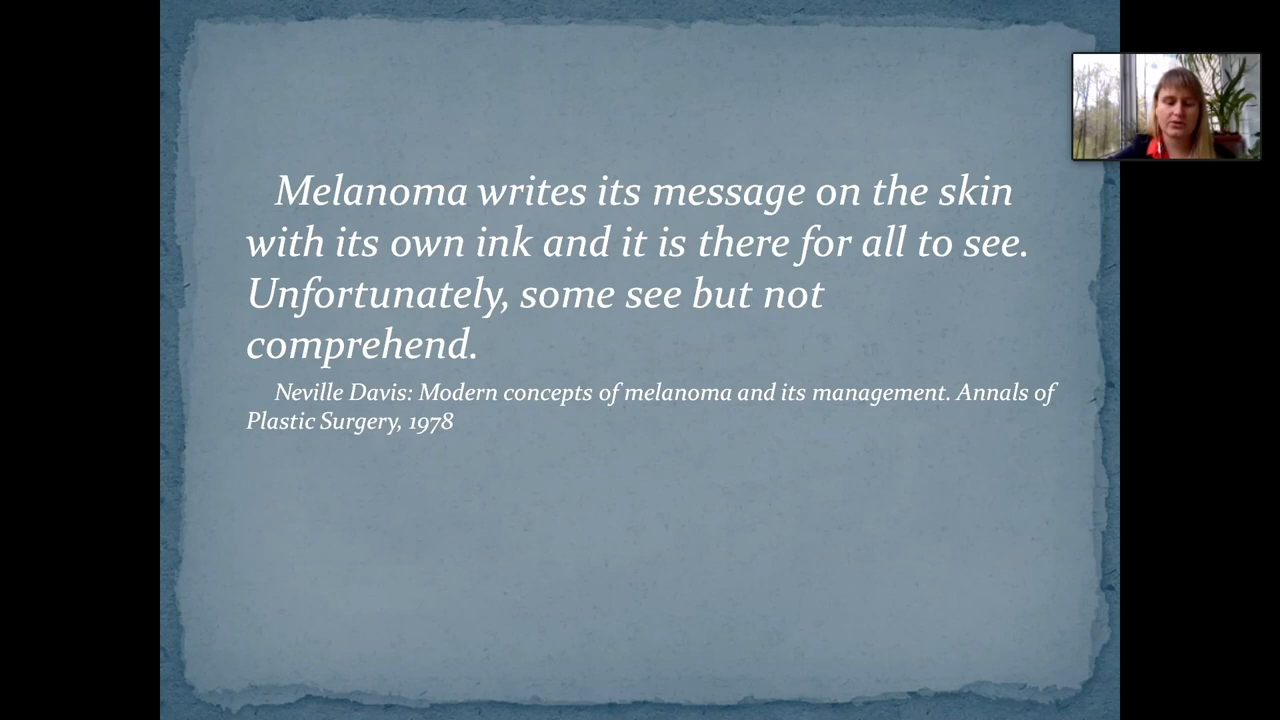 Melanoma writes its message on the skin
with its own ink and it is there for all to see.
Unfortunately, some see but not
comprehend.
Neville Davis: Modern concepts of melanoma and its management. Annals of
Plastic Surgery, 1978